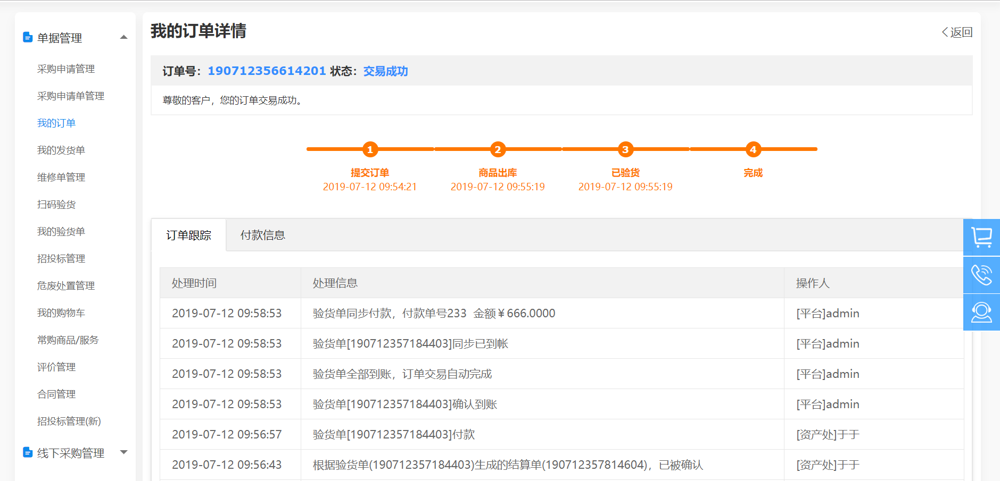 单据管理
采购申请管理
采购申请单管理
我的订单
我的发货单
维修单管理
扫码验货
我的验货单
招投标管理
危废处置管理
我的购物车
常购商品/服务
评价管理
合同管理
招投标管理(新)
线下采购管理
我的订单详情
返回
订单号：190712356614201 状态：交易成功
尊敬的客户，您的订单交易成功。
1 2 3 4
提交订单 商品出库 已验货 完成
2019-07-12 09:54:21 2019-07-12 09:55:19 2019-07-12 09:55:19
订单跟踪 付款信息
处理时间 处理信息 操作人
2019-07-12 09:58:53 验货单同步付款，付款单号233 金额￥666.0000 [平台]admin
2019-07-12 09:58:53 验货单[190712357184403]同步已到帐 [平台]admin
2019-07-12 09:58:53 验货单全部到账，订单交易自动完成 [平台]admin
2019-07-12 09:58:53 验货单[190712357184403]确认到账 [平台]admin
2019-07-12 09:56:57 验货单[190712357184403]付款 [资产处]于于
2019-07-12 09:56:43 根据验货单(190712357184403)生成的结算单(190712357814604)，已被确认 [资产处]于于